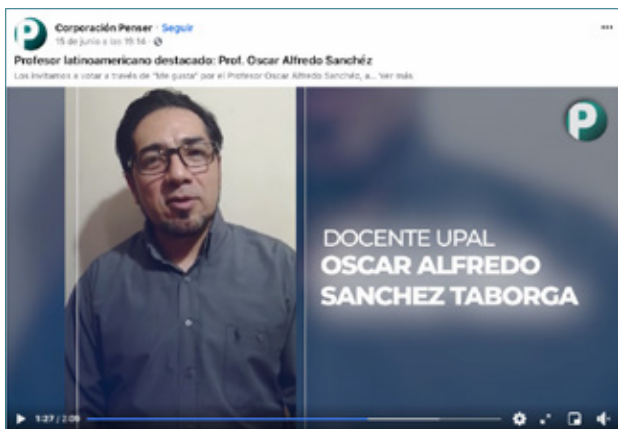 Corporación Penser · Seguir
15 de junio a las 15:14 ·
Profesor latinoamericano destacado: Prof. Oscar Alfredo Sanchéz
Los invitamos a votar a través de "Me gusta" por el Profesor Oscar Alfredo Sanchéz, a... Ver más
P
DOCENTE UPAL
OSCAR ALFREDO
SANCHEZ TABORGA
1:27 / 2:09